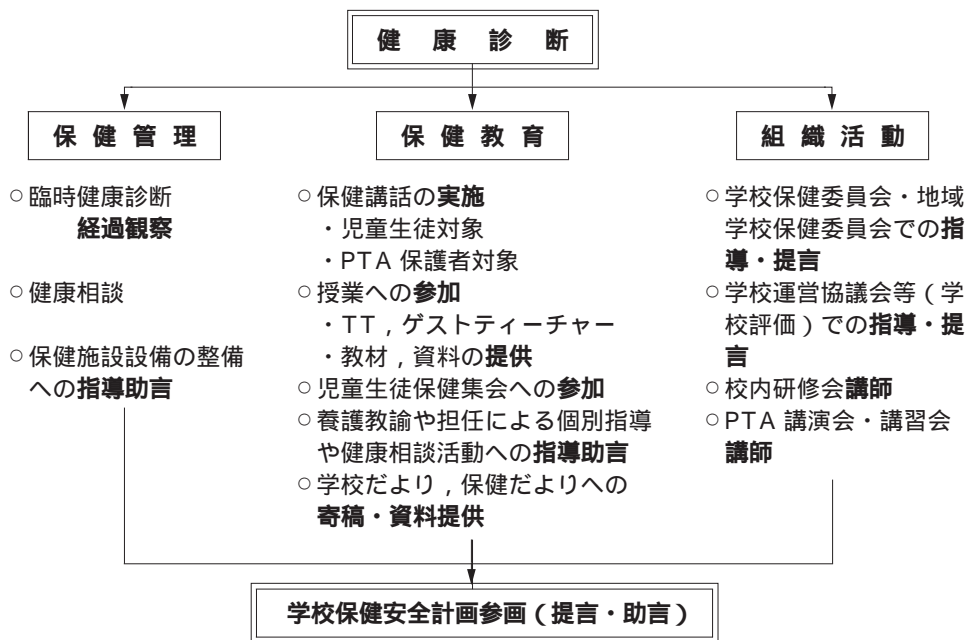 健康診断
保健管理
○臨時健康診断
経過観察
○健康相談
○保健施設設備の整備
への指導助言
保健教育
○保健講話の実施
・児童生徒対象
・PTA 保護者対象
○授業への参加
・TT，ゲストティーチャー
・教材，資料の提供
○児童生徒保健集会への参加
○養護教諭や担任による個別指導
や健康相談活動への指導助言
○学校だより，保健だよりへの
寄稿・資料提供
組織活動
○学校保健委員会・地域
学校保健委員会での指
導・提言
○学校運営協議会等（学
校評価）での指導・提
言
○校内研修会講師
○PTA 講演会・講習会
講師
学校保健安全計画参画（提言・助言）